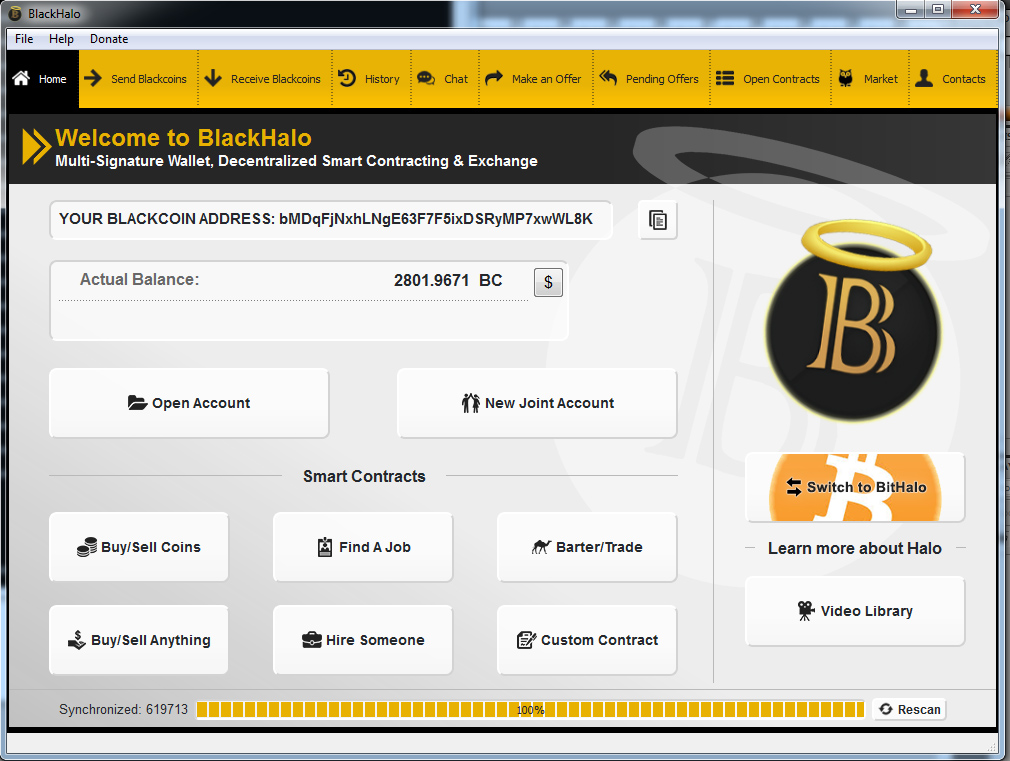 BlackHalo
File Help Donate
Home Send Blackcoins Receive Blackcoins History Chat Make an Offer Pending Offers Open Contracts Market Contacts
Welcome to BlackHalo
Multi-Signature Wallet, Decentralized Smart Contracting & Exchange
YOUR BLACKCOIN ADDRESS: bMDqFjNxhLNgE63F7F5ixDSRyMP7xwWL8K
Actual Balance: 2801.9671 BC $
Open Account New Joint Account
Smart Contracts
Buy/Sell Coins Find A Job Barter/Trade
Buy/Sell Anything Hire Someone Custom Contract
Switch to BitHalo
Learn more about Halo
Video Library
Synchronized: 619713 100% Rescan